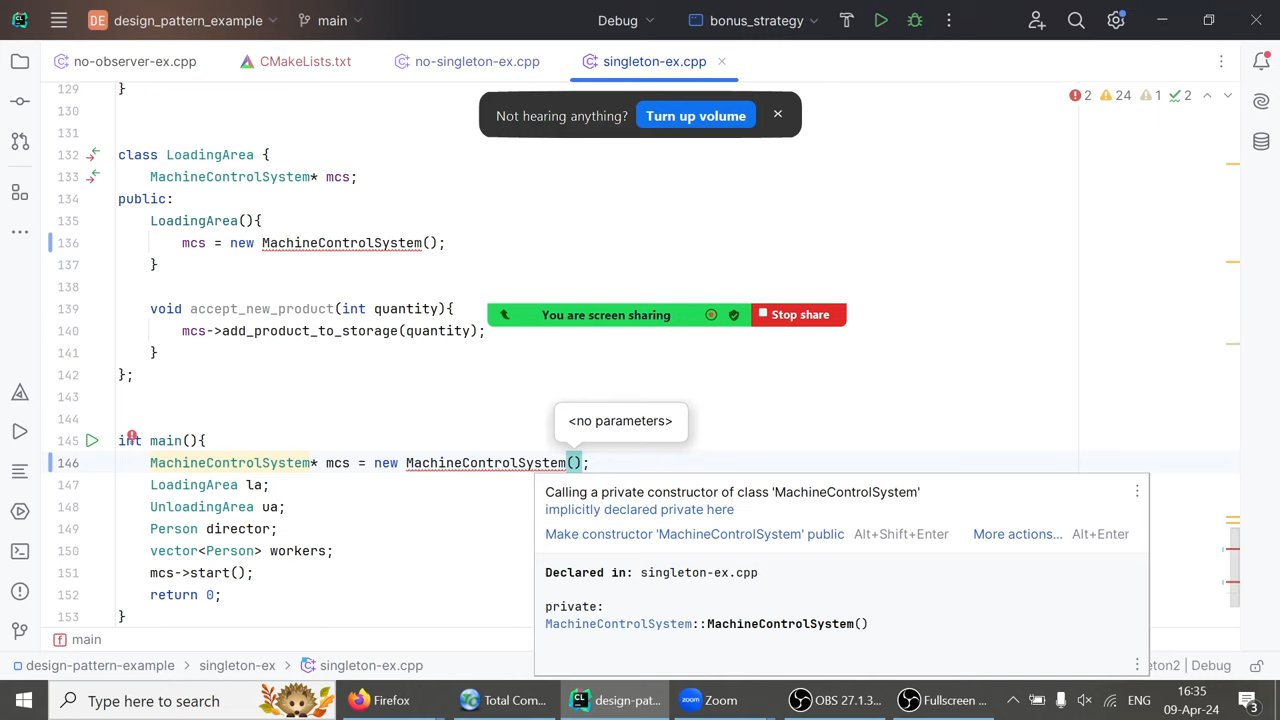 DE design_pattern_example main Debug bonus_strategy
no-observer-ex.cpp CMakeLists.txt no-singleton-ex.cpp singleton-ex.cpp
2 24 1 2
Not hearing anything? Turn up volume
129 }
130
131
132 class LoadingArea {
133 MachineControlSystem* mcs;
134 public:
135 LoadingArea(){
136 mcs = new MachineControlSystem();
137 }
138
139 void accept_new_product(int quantity){
You are screen sharing Stop share
140 mcs->add_product_to_storage(quantity);
141 }
142 };
143
144
<no parameters>
145 int main(){
146 MachineControlSystem* mcs = new MachineControlSystem();
147 LoadingArea la;
148 UnloadingArea ua;
149 Person director;
150 vector<Person> workers;
151 mcs->start();
152 return 0;
153 }
Calling a private constructor of class 'MachineControlSystem'
implicitly declared private here
Make constructor 'MachineControlSystem' public Alt+Shift+Enter More actions... Alt+Enter
Declared in: singleton-ex.cpp
private:
MachineControlSystem::MachineControlSystem()
f main
design-pattern-example singleton-ex singleton-ex.cpp eton2 | Debug
Type here to search Firefox Total Com... design-pat... Zoom OBS 27.1.3... Fullscreen ... ENG
16:35
09-Apr-24
3